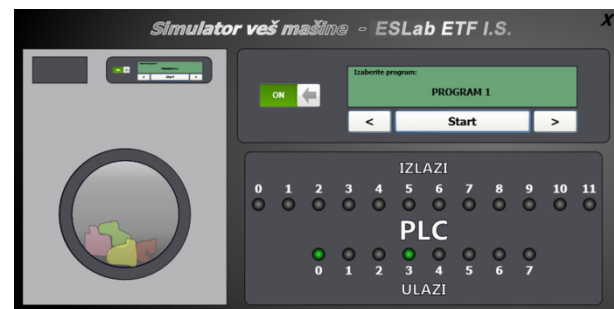 Simulator veš mašine - ESLab ETF I.S.
X
ON
Izaberite program:
PROGRAM 1
< Start >
IZLAZI
0 1 2 3 4 5 6 7 8 9 10 11
PLC
0 1 2 3 4 5 6 7
ULAZI